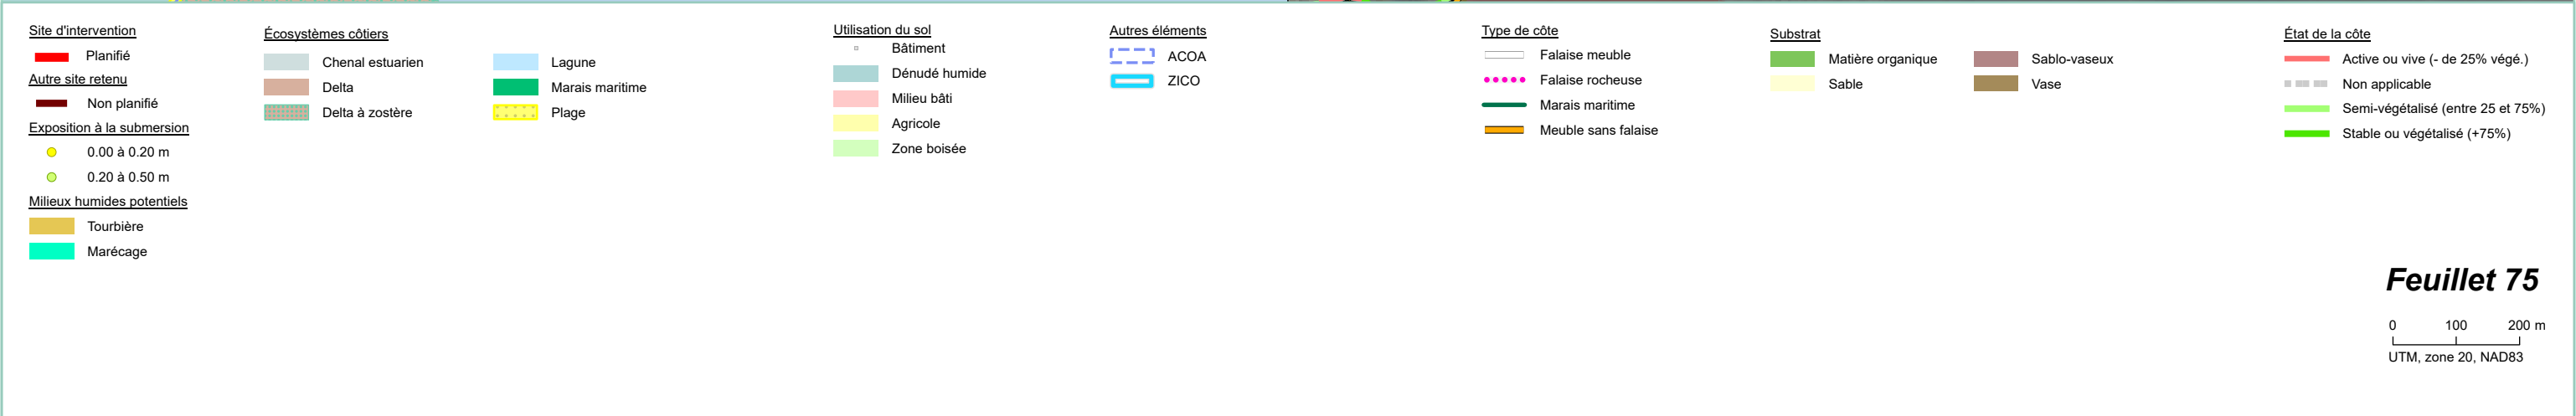 Site d'intervention
Planifié
Autre site retenu
Non planifié
Exposition à la submersion
0.00 à 0.20 m
0.20 à 0.50 m
Milieux humides potentiels
Tourbière
Marécage
Écosystèmes côtiers
Chenal estuarien
Delta
Delta à zostère
Lagune
Marais maritime
Plage
Utilisation du sol
Bâtiment
Dénudé humide
Milieu bâti
Agricole
Zone boisée
Autres éléments
ACOA
ZICO
Type de côte
Falaise meuble
Falaise rocheuse
Marais maritime
Meuble sans falaise
Substrat
Matière organique
Sable
Sablo-vaseux
Vase
État de la côte
Active ou vive (- de 25% végé.)
Non applicable
Semi-végétalisé (entre 25 et 75%)
Stable ou végétalisé (+75%)
Feuillet 75
0 100 200 m
UTM, zone 20, NAD83